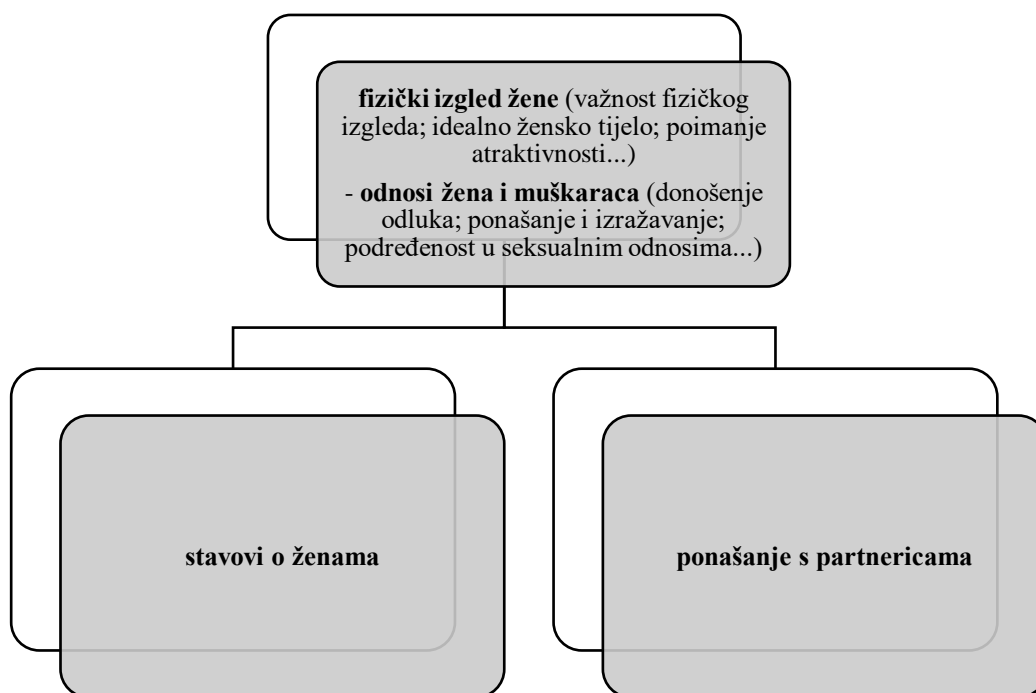 fizički izgled žene (važnost fizičkog
izgleda; idealno žensko tijelo; poimanje
atraktivnosti...)
- odnosi žena i muškaraca (donošenje
odluka; ponašanje i izražavanje;
podređenost u seksualnim odnosima...)
stavovi o ženama
ponašanje s partnericama